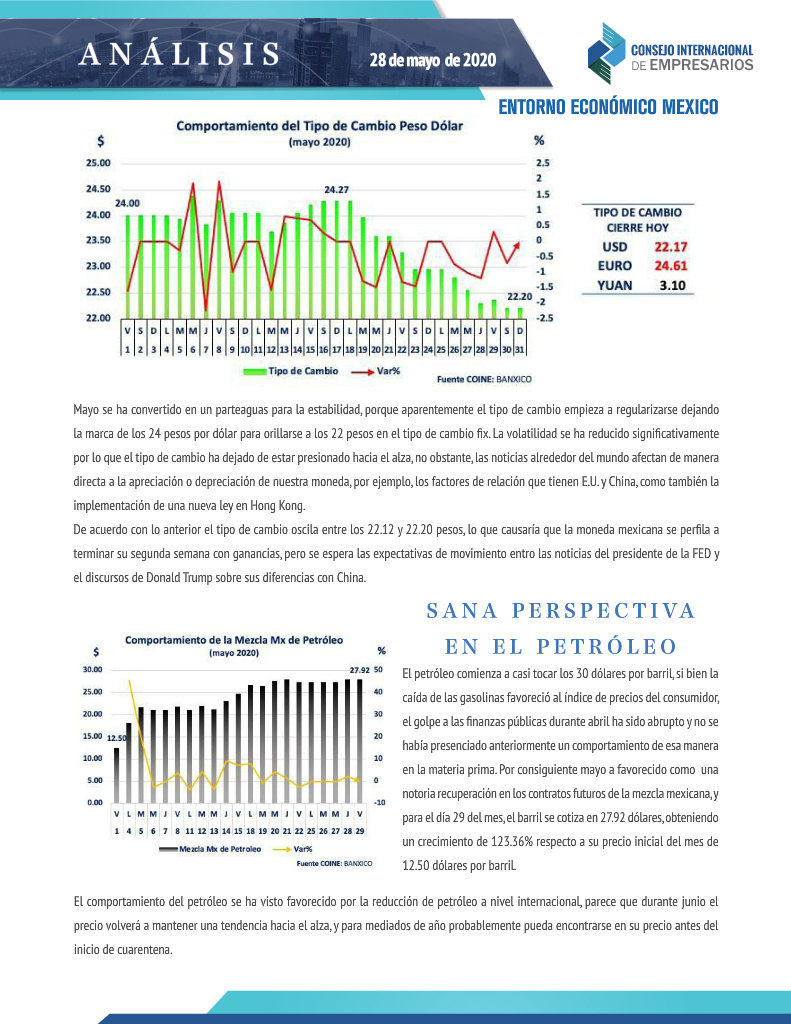 ANÁLISIS
28 de mayo de 2020
CONSEJO INTERNACIONAL
DE EMPRESARIOS
ENTORNO ECONÓMICO MEXICO
Comportamiento del Tipo de Cambio Peso Dólar
(mayo 2020)
$ %
25.00 2.5
2
24.50 1.5
24.00 1
0.5
23.50 0
-0.5
23.00 -1
22.50 -1.5
-2
22.00 -2.5
24.00
24.27
22.20
V S D L M M J V S D L M M J V S D L M M J V S D L M M J V S D
1 2 3 4 5 6 7 8 9 10 11 12 13 14 15 16 17 18 19 20 21 22 23 24 25 26 27 28 29 30 31
Tipo de Cambio Var%
Fuente COINE: BANXICO
TIPO DE CAMBIO
CIERRE HOY
USD 22.17
EURO 24.61
YUAN 3.10
Mayo se ha convertido en un parteaguas para la estabilidad, porque aparentemente el tipo de cambio empieza a regularizarse dejando
la marca de los 24 pesos por dólar para orillarse a los 22 pesos en el tipo de cambio fix. La volatilidad se ha reducido significativamente
por lo que el tipo de cambio ha dejado de estar presionado hacia el alza, no obstante, las noticias alrededor del mundo afectan de manera
directa a la apreciación o depreciación de nuestra moneda, por ejemplo, los factores de relación que tienen E.U. y China, como también la
implementación de una nueva ley en Hong Kong.
De acuerdo con lo anterior el tipo de cambio oscila entre los 22.12 y 22.20 pesos, lo que causaría que la moneda mexicana se perfila a
terminar su segunda semana con ganancias, pero se espera las expectativas de movimiento entro las noticias del presidente de la FED y
el discursos de Donald Trump sobre sus diferencias con China.
Comportamiento de la Mezcla Mx de Petróleo
(mayo 2020)
$ %
30.00 50
25.00 40
20.00 30
15.00 20
10.00 10
5.00 0
0.00 -10
12.50
27.92
V L M M J V L M M J V L M M J V L M M J V
1 4 5 6 7 8 11 12 13 14 15 18 19 20 21 22 25 26 27 28 29
Mezcla Mx de Petroleo Var%
Fuente COINE: BANXICO
SANA PERSPECTIVA
EN EL PETRÓLEO
El petróleo comienza a casi tocar los 30 dólares por barril, si bien la
caída de las gasolinas favoreció al índice de precios del consumidor,
el golpe a las finanzas públicas durante abril ha sido abrupto y no se
había presenciado anteriormente un comportamiento de esa manera
en la materia prima. Por consiguiente mayo a favorecido como una
notoria recuperación en los contratos futuros de la mezcla mexicana, y
para el día 29 del mes, el barril se cotiza en 27.92 dólares, obteniendo
un crecimiento de 123.36% respecto a su precio inicial del mes de
12.50 dólares por barril.
El comportamiento del petróleo se ha visto favorecido por la reducción de petróleo a nivel internacional, parece que durante junio el
precio volverá a mantener una tendencia hacia el alza, y para mediados de año probablemente pueda encontrarse en su precio antes del
inicio de cuarentena.